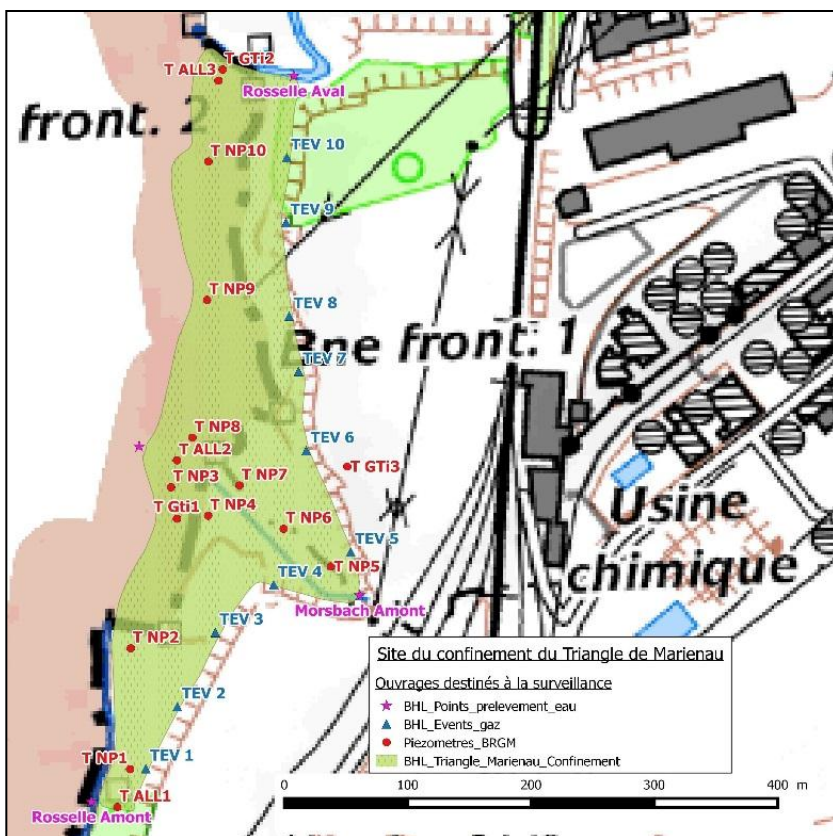 T GTi2
T ALL3
Rosselle Aval
front. 2
TEV 10
T NP10
TEV 9
T NP9
TEV 8
Bne front. 1
TEV 7
T NP8
TEV 6
T ALL2
T GTi3
T NP3
T NP7
T Gti1
T NP4
T NP6
Usine
chimique
TEV 5
T NP5
TEV 4
Morsbach Amont
TEV 3
T NP2
TEV 2
T NP1
TEV 1
T ALL1
Rosselle Amont
Site du confinement du Triangle de Marienau
Ouvrages destinés à la surveillance
BHL_Points_prelevement_eau
BHL_Events_gaz
Piezometres_BRGM
BHL_Triangle_Marienau_Confinement
0 100 200 300 400 m